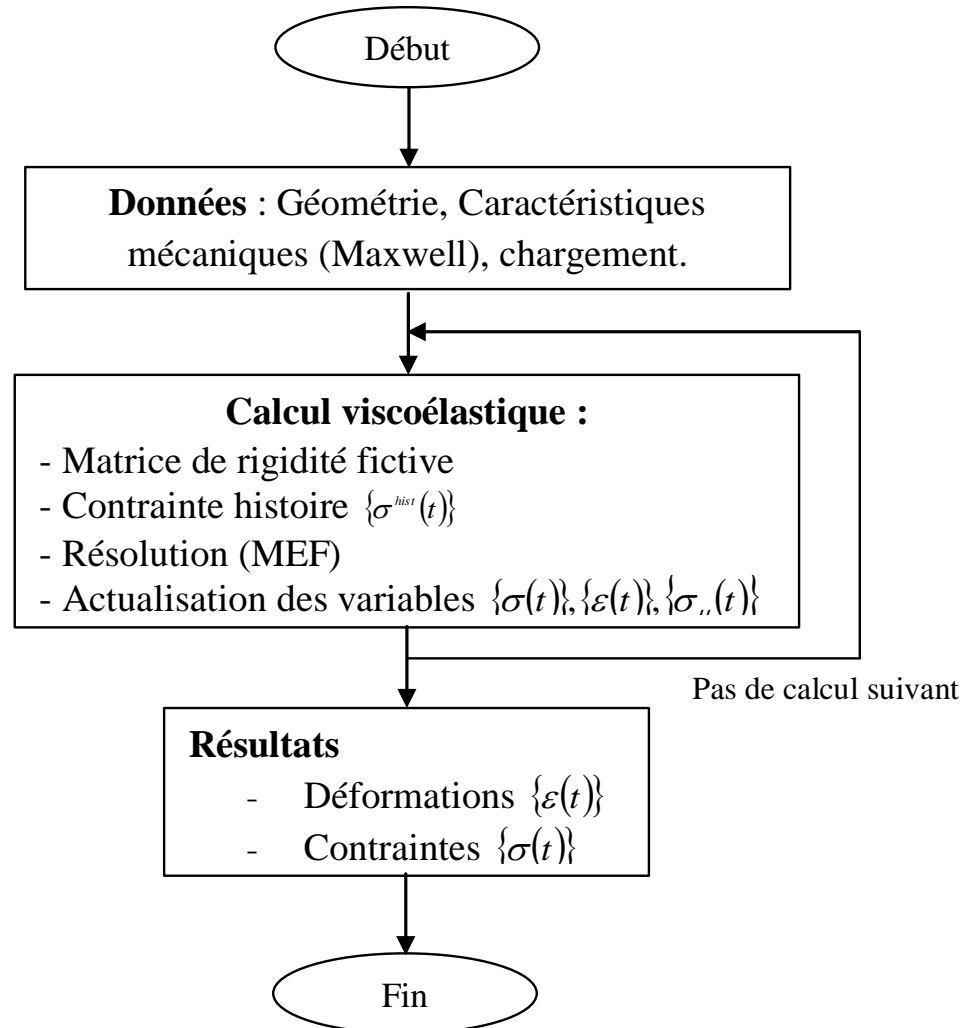 Début
Données : Géométrie, Caractéristiques
mécaniques (Maxwell), chargement.
Calcul viscoélastique :
- Matrice de rigidité fictive
- Contrainte histoire {σ^hist(t)}
- Résolution (MEF)
- Actualisation des variables {σ(t)},{ε(t)},{σ,,(t)}
Pas de calcul suivant
Résultats
- Déformations {ε(t)}
- Contraintes {σ(t)}
Fin